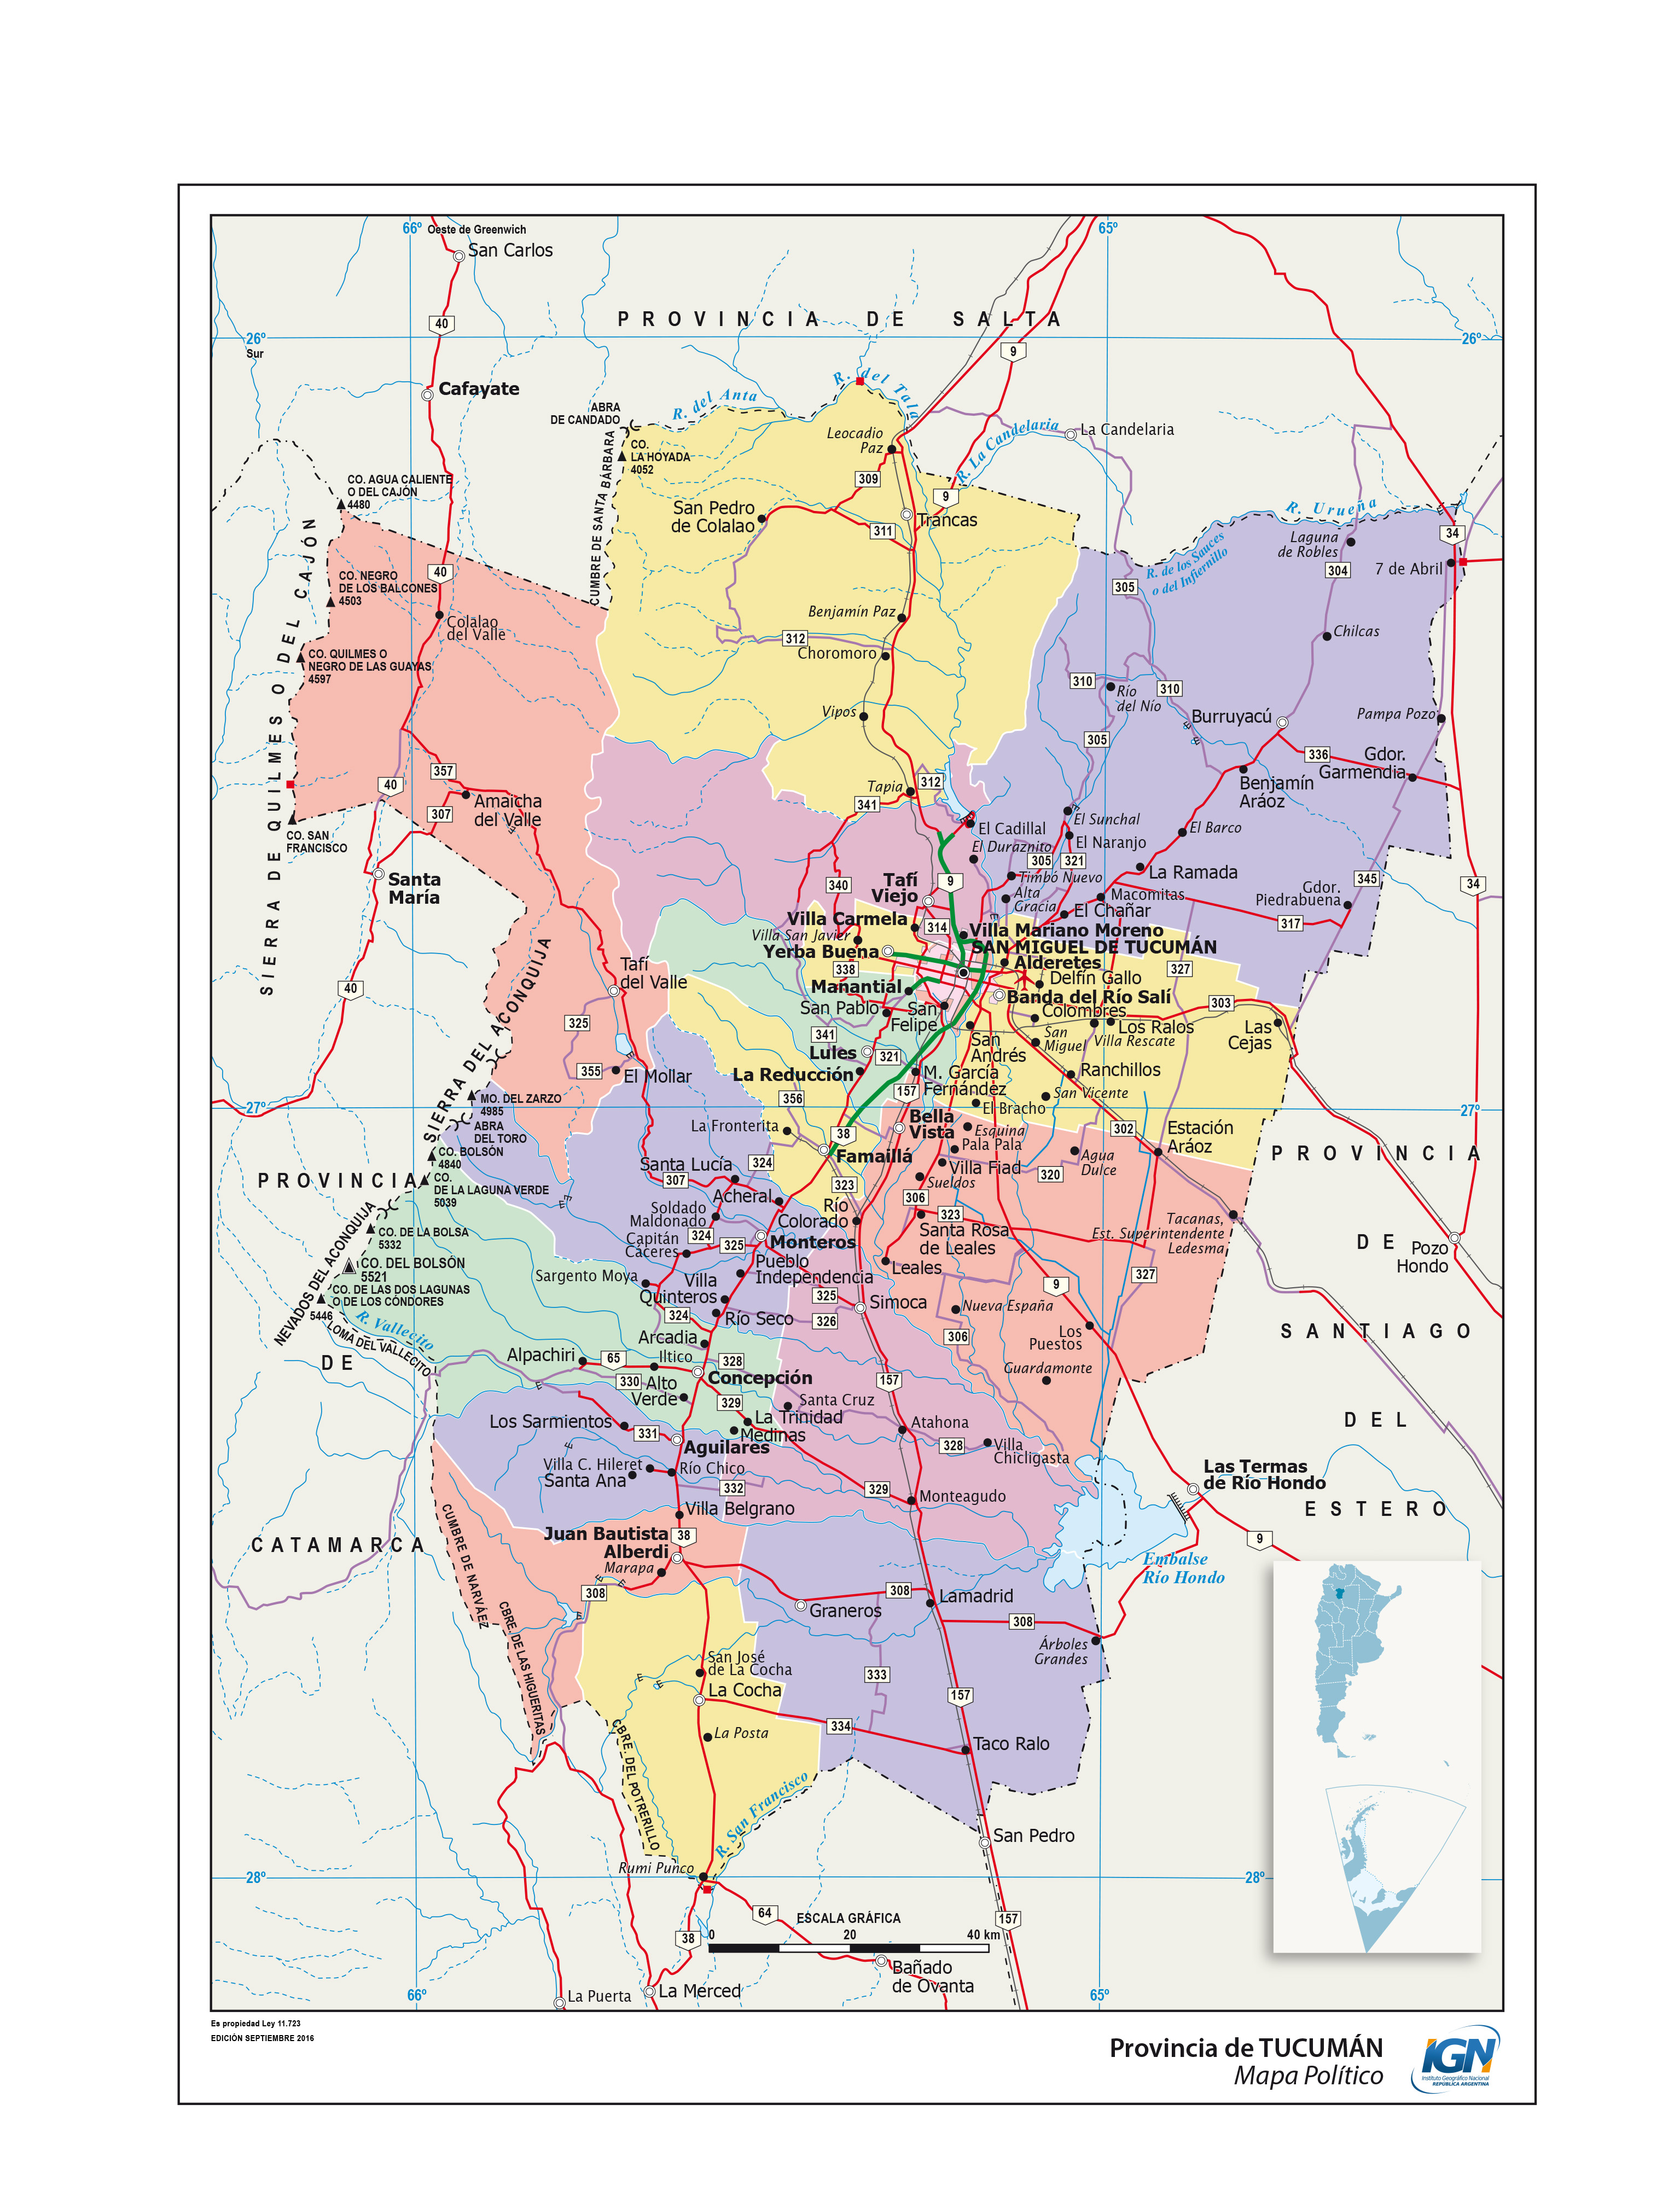 66°
Oeste de Greenwich
65°
San Carlos
PROVINCIA DE SALTA
40
9
26°
26°
Sur
Cafayate
R. del Anta
R. del Tala
ABRA
DE CANDADO
CUMBRE DE SANTA BÁRBARA
CO.
LA HOYADA
4052
Leocadio
Paz
R. La Candelaria
La Candelaria
CO. AGUA CALIENTE
O DEL CAJÓN
4480
309
9
San Pedro
de Colalao
Trancas
311
R. Urueña
34
Laguna
de Robles
R. de los Sauces
o del Infiernillo
7 de Abril
304
305
40
CO. NEGRO
DE LOS BALCONES
4503
Colalao
del Valle
Benjamín Paz
312
Choromoro
Chilcas
CO. QUILMES O
NEGRO DE LAS GUAYAS
4597
SIERRA DE QUILMES O DEL CAJÓN
310
Río
del Nío
310
Vipos
Burruyacú
Pampa Pozo
305
336
Gdor.
Garmendia
357
40
Tapia
312
Benjamín
Aráoz
Amaicha
del Valle
307
341
CO. SAN
FRANCISCO
El Cadillal
El Sunchal
El Barco
El Duraznito
El Naranjo
305
321
La Ramada
Santa
María
Tafí
Viejo
340
9
Timbó Nuevo
Alta
Gracia
Macomitas
345
34
Gdor.
Piedrabuena
El Chañar
317
Villa Carmela
314
Villa Mariano Moreno
Villa San Javier
SAN MIGUEL DE TUCUMÁN
Yerba Buena
Alderetes
338
327
Tafí
del Valle
Delfín Gallo
Manantial
Banda del Río Salí
40
San Pablo
San
Felipe
Colombres
303
325
341
San
Miguel
Los Ralos
Villa Rescate
Las
Cejas
San
Andrés
Lules
321
SIERRA DEL ACONQUIJA
355
El Mollar
La Reducción
M. García
Fernández
Ranchillos
157
San Vicente
27°
356
El Bracho
27°
MO. DEL ZARZO
4985
ABRA
DEL TORO
La Fronterita
38
Bella
Vista
Esquina
302
Estación
Aráoz
CO. BOLSÓN
4840
Famaillá
Pala Pala
Agua
Dulce
PROVINCIA
PROVINCIA
CO.
DE LA LAGUNA VERDE
5039
Santa Lucía
324
Villa Fiad
320
307
Sueldos
323
306
Acheral
Soldado
Maldonado
Río
Colorado
323
Tacanas,
Est. Superintendente
Ledesma
NEVADOS DEL ACONQUIJA
CO. DE LA BOLSA
5332
324
325
Monteros
Santa Rosa
de Leales
DE
Pozo
Hondo
Capitán
Cáceres
CO. DEL BOLSÓN
5521
Pueblo
Independencia
Leales
327
Sargento Moya
Villa
Quinteros
9
CO. DE LAS DOS LAGUNAS
O DE LOS CÓNDORES
5446
325
Simoca
Nueva España
324
Río Seco
326
R. Vallecito
LOMA DEL VALLECITO
Arcadia
306
Los
Puestos
SANTIAGO
DE
Alpachiri
65
Iltico
328
Guardamonte
330
Alto
Verde
Concepción
157
329
Santa Cruz
DEL
La
Trinidad
Los Sarmientos
331
Medinas
Atahona
Aguilares
328
Villa
Chicligasta
Villa C. Hileret
Río Chico
Las Termas
de Río Hondo
Santa Ana
332
329
Monteagudo
Villa Belgrano
ESTERO
CATAMARCA
Juan Bautista
Alberdi
38
9
CUMBRE DE NARVÁEZ
Marapa
Embalse
Río Hondo
308
308
Lamadrid
Graneros
308
CBRE. DE LAS HIGUERITAS
Árboles
Grandes
San José
de La Cocha
333
La Cocha
157
334
CBRE. DEL POTRERILLO
La Posta
Taco Ralo
R. San Francisco
San Pedro
Rumi Punco
28°
28°
64
ESCALA GRÁFICA
157
38
0
20
40 km
Bañado
de Ovanta
La Puerta
La Merced
66°
65°
Es propiedad Ley 11.723
EDICIÓN SEPTIEMBRE 2016
Provincia de TUCUMÁN
Mapa Político
IGN
Instituto Geográfico Nacional
REPÚBLICA ARGENTINA